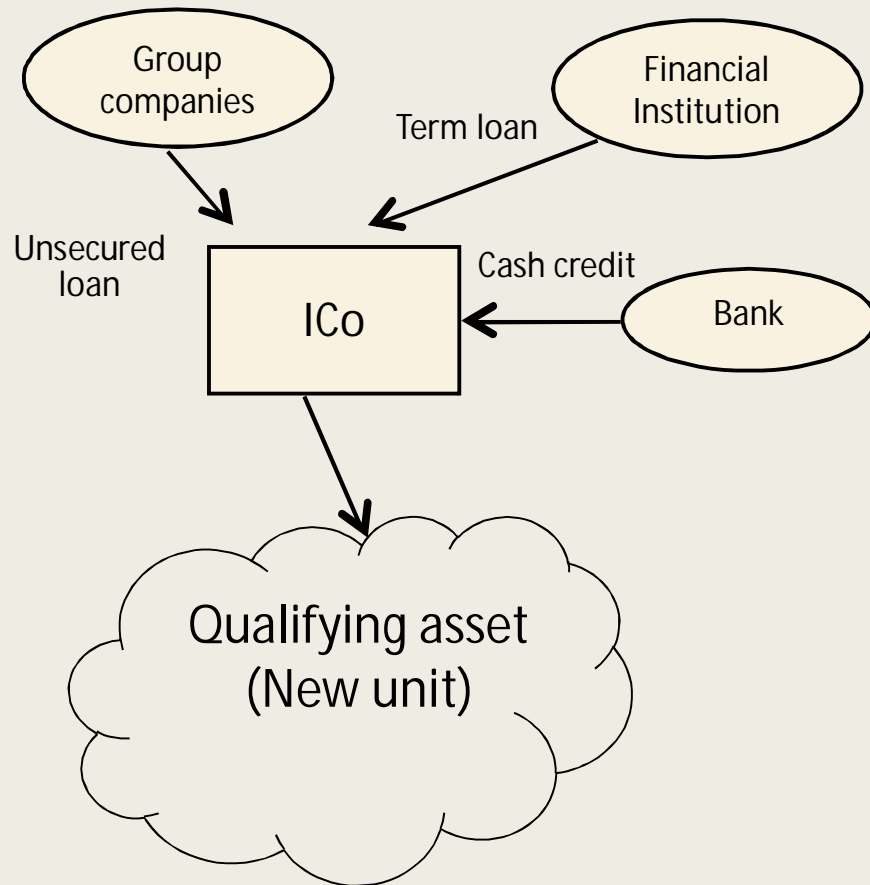 Group
companies
Financial
Institution
Term loan
Unsecured
loan
Cash credit
ICo
Bank
Qualifying asset
(New unit)